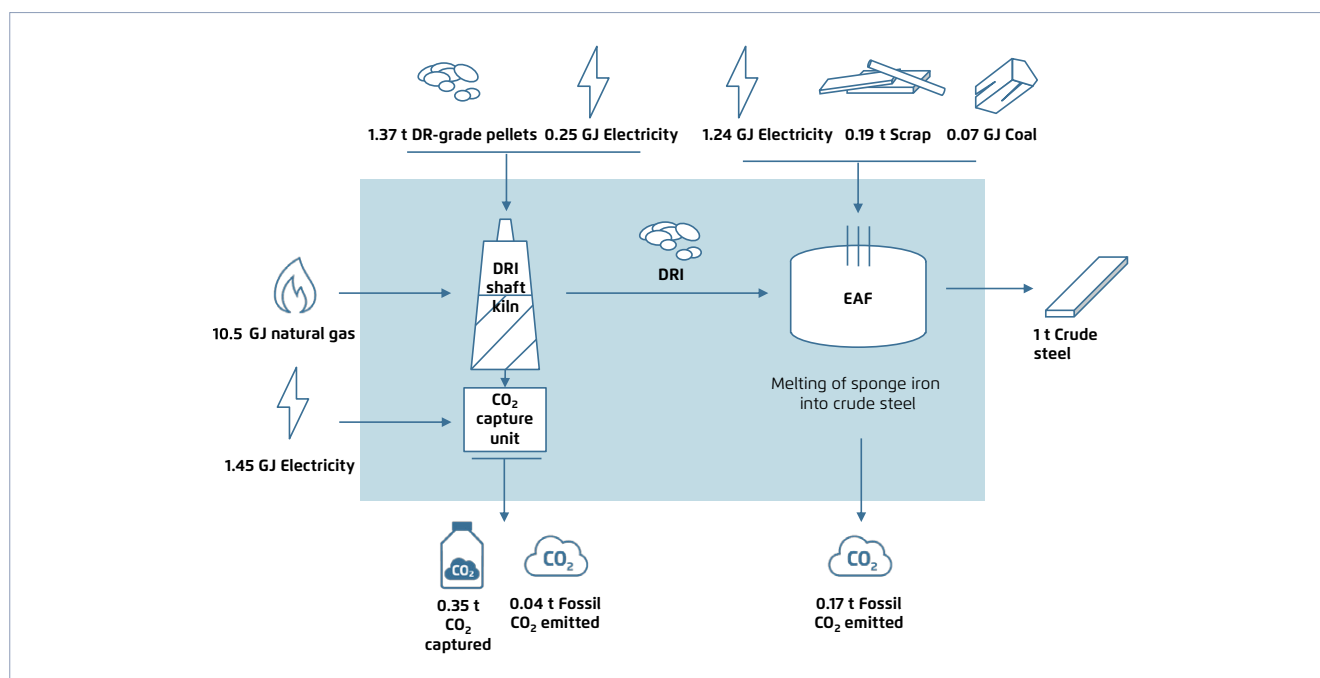 1.37 t DR-grade pellets
0.25 GJ Electricity
1.24 GJ Electricity
0.19 t Scrap
0.07 GJ Coal
DRI
shaft
kiln
DRI
EAF
10.5 GJ natural gas
1 t Crude
steel
Melting of sponge iron
into crude steel
CO₂
capture
unit
1.45 GJ Electricity
CO₂
CO₂
CO₂
0.35 t
CO₂
captured
0.04 t Fossil
CO₂ emitted
0.17 t Fossil
CO₂ emitted